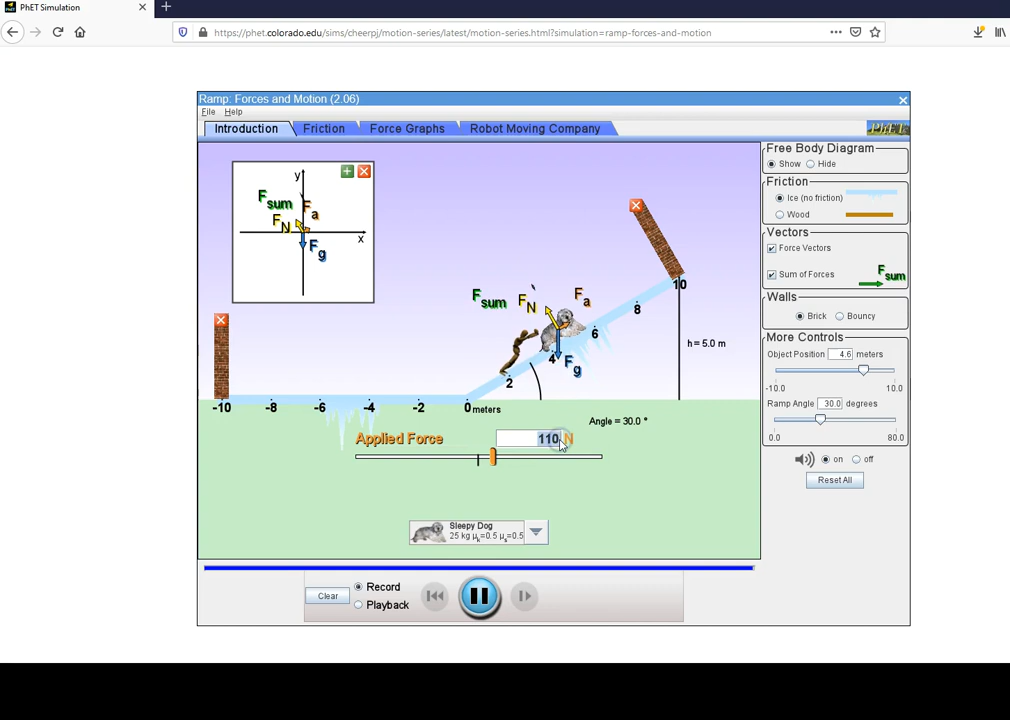 PhET Simulation
https://phet.colorado.edu/sims/cheerpj/motion-series/latest/motion-series.html?simulation=ramp-forces-and-motion
Ramp: Forces and Motion (2.06)
File Help
Introduction Friction Force Graphs Robot Moving Company PhET
Free Body Diagram
Show Hide
Friction
Ice (no friction)
Wood
Vectors
Force Vectors
Sum of Forces Fsum
Walls
Brick Bouncy
More Controls
Object Position 4.6 meters
-10.0 10.0
Ramp Angle 30.0 degrees
0.0 80.0
on off
Reset All
y
Fsum Fa
FN
x
Fg
Fsum FN Fa
Fg
10
8
6
4
2
h = 5.0 m
-10 -8 -6 -4 -2 0 meters
Angle = 30.0 °
Applied Force 110 N
Sleepy Dog
25 kg μk=0.5 μs=0.5
Clear Record
Playback